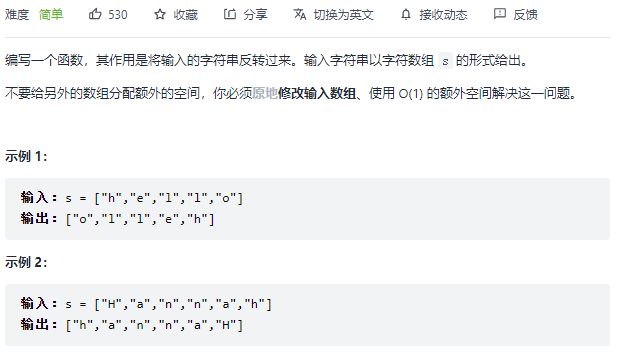 难度 简单 530 收藏 分享 切换为英文 接收动态 反馈
编写一个函数，其作用是将输入的字符串反转过来。输入字符串以字符数组 s 的形式给出。
不要给另外的数组分配额外的空间，你必须原地修改输入数组、使用 O(1) 的额外空间解决这一问题。
示例 1：
输入：s = ["h","e","l","l","o"]
输出：["o","l","l","e","h"]
示例 2：
输入：s = ["H","a","n","n","a","h"]
输出：["h","a","n","n","a","H"]